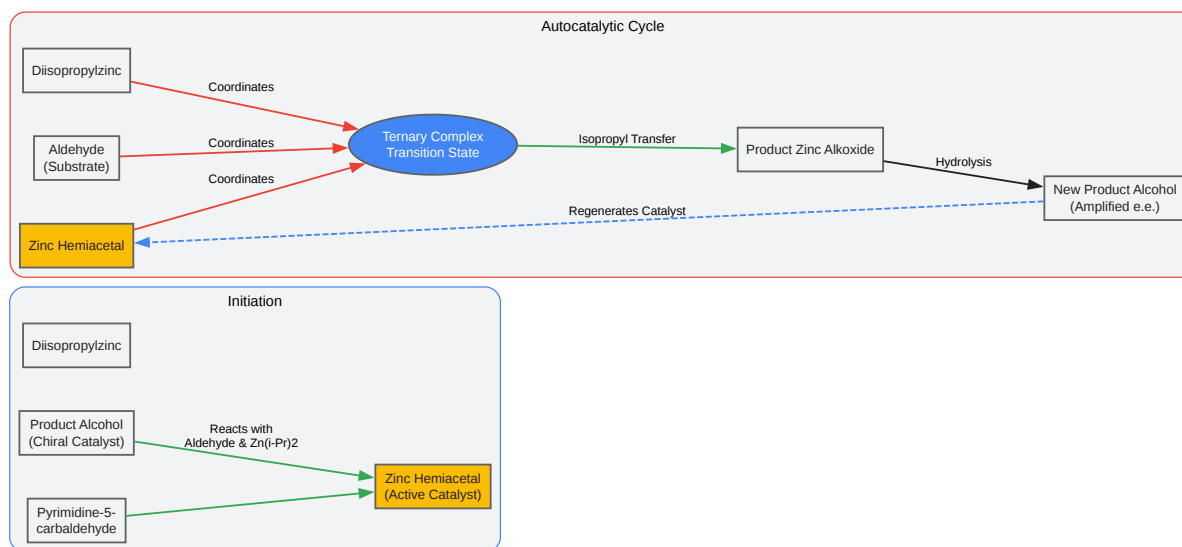 Autocatalytic Cycle
Diisopropylzinc
Coordinates
Aldehyde
(Substrate)
Coordinates
Zinc Hemiacetal
Coordinates
Ternary Complex
Transition State
Isopropyl Transfer
Product Zinc Alkoxide
Hydrolysis
New Product Alcohol
(Amplified e.e.)
Regenerates Catalyst
Initiation
Diisopropylzinc
Product Alcohol
(Chiral Catalyst)
Reacts with
Aldehyde & Zn(i-Pr)2
Zinc Hemiacetal
(Active Catalyst)
Pyrimidine-5-
carbaldehyde